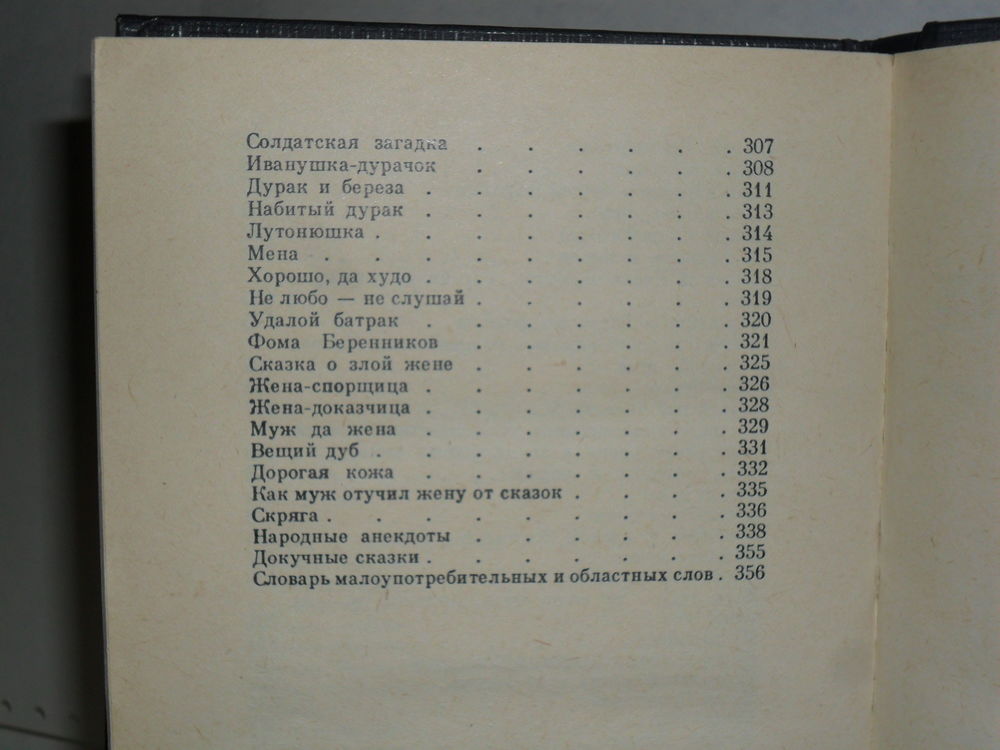 Солдатская загадка . . . . . . 307
Иванушка-дурачок . . . . . . 308
Дурак и береза . . . . . . . 311
Набитый дурак . . . . . . . 313
Лутонюшка . . . . . . . . 314
Мена . . . . . . . . . 315
Хорошо, да худо . . . . . . . 318
Не любо — не слушай . . . . . . 319
Удалой батрак . . . . . . . 320
Фома Беренников . . . . . . 321
Сказка о злой жене . . . . . . 325
Жена-спорщица . . . . . . . 326
Жена-доказчица . . . . . . . 328
Муж да жена . . . . . . . 329
Вещий дуб . . . . . . . . 331
Дорогая кожа . . . . . . . 332
Как муж отучил жену от сказок . . . . 335
Скряга . . . . . . . . . 336
Народные анекдоты . . . . . . 338
Докучные сказки . . . . . . . 355
Словарь малоупотребительных и областных слов . 356